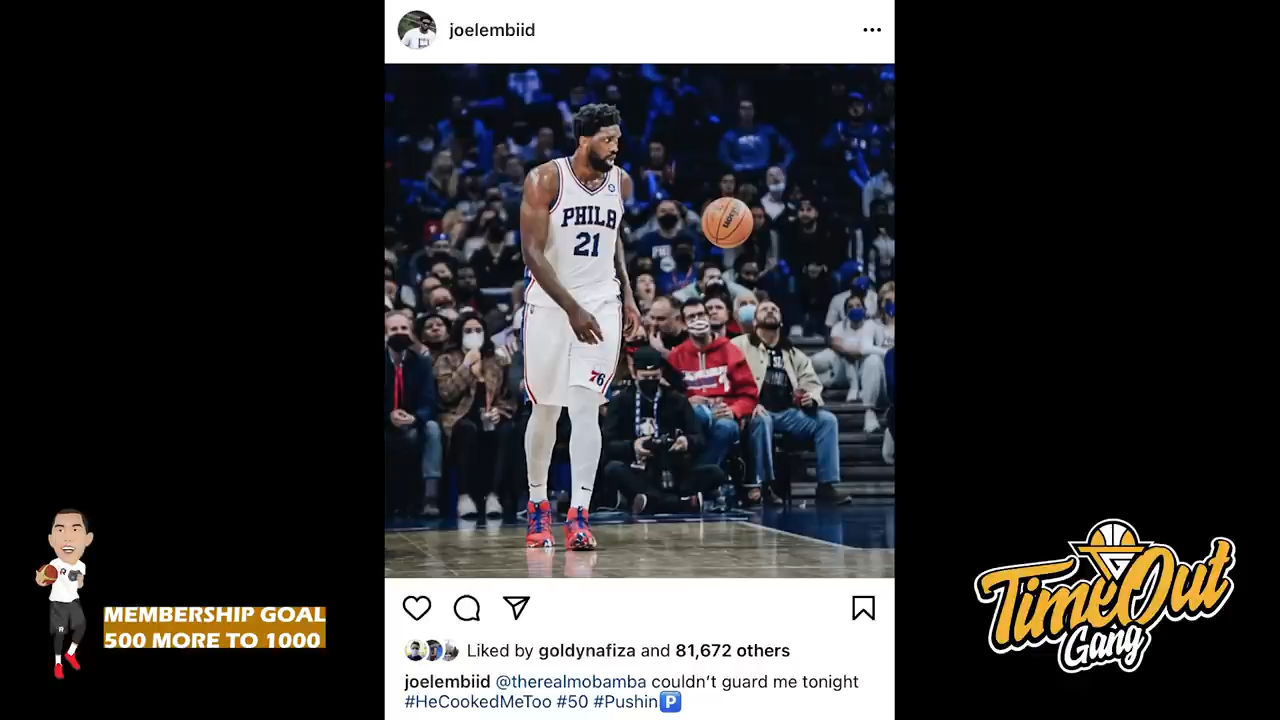 joelembiid
PHILA
21
76
MEMBERSHIP GOAL
500 MORE TO 1000
TimeOut
Gang
Liked by goldynafiza and 81,672 others
joelembiid @therealmobamba couldn't guard me tonight
#HeCookedMeToo #50 #Pushin🅿️